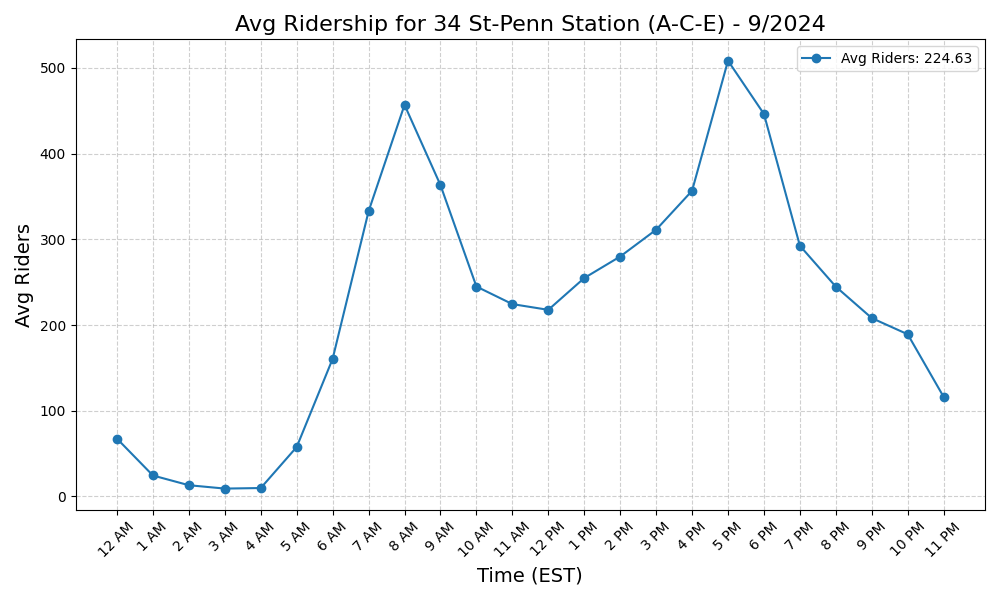 Avg Ridership for 34 St-Penn Station (A-C-E) - 9/2024
Avg Riders: 224.63
Avg Riders
500
400
300
200
100
0
12 AM
1 AM
2 AM
3 AM
4 AM
5 AM
6 AM
7 AM
8 AM
9 AM
10 AM
11 AM
12 PM
1 PM
2 PM
3 PM
4 PM
5 PM
6 PM
7 PM
8 PM
9 PM
10 PM
11 PM
Time (EST)